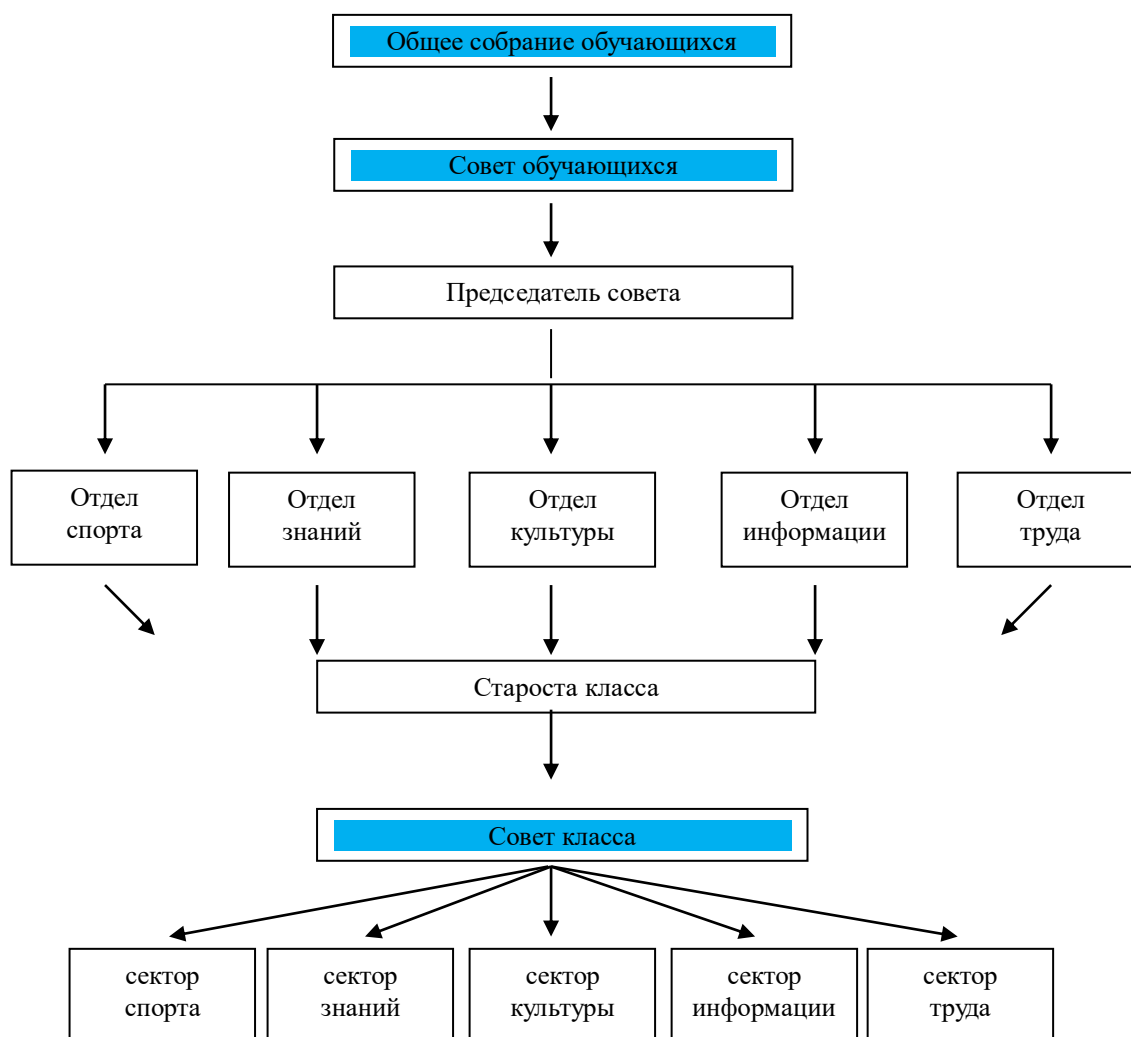 Общее собрание обучающихся
Совет обучающихся
Председатель совета
Отдел
спорта
Отдел
знаний
Отдел
культуры
Отдел
информации
Отдел
труда
Староста класса
Совет класса
сектор
спорта
сектор
знаний
сектор
культуры
сектор
информации
сектор
труда